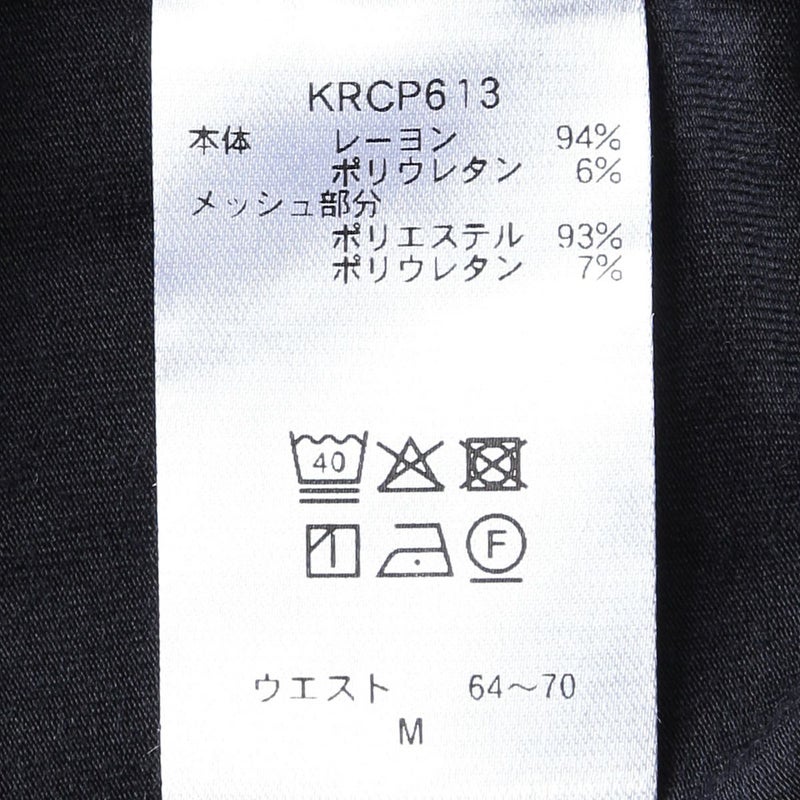 KRCP613
本体 レーヨン 94%
ポリウレタン 6%
メッシュ部分
ポリエステル 93%
ポリウレタン 7%
40
F
ウエスト 64～70
M